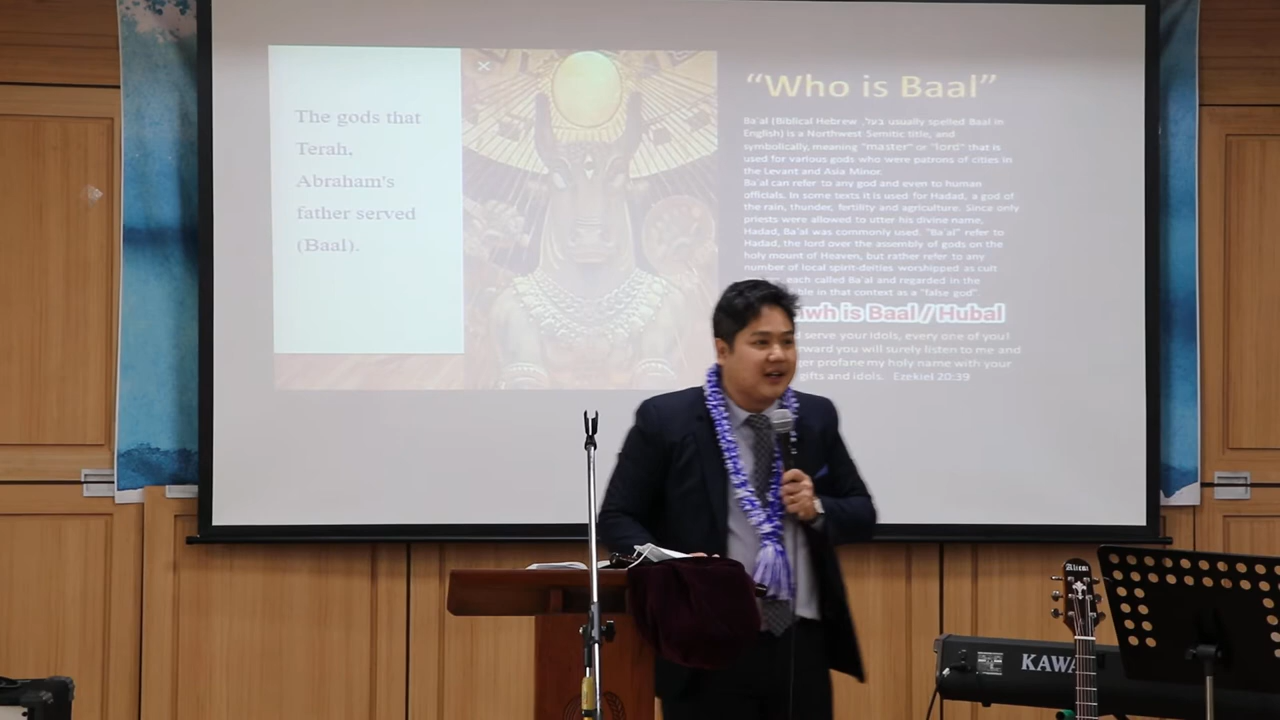 The gods that
Terah,
Abraham's
father served
(Baal).
“Who is Baal”
Ba'al (Biblical Hebrew בעל, usually spelled Baal in
English) is a Northwest Semitic title, and
symbolically, meaning "master" or "lord" that is
used for various gods who were patrons of cities in
the Levant and Asia Minor.
Ba'al can refer to any god and even to human
officials. In some texts it is used for Hadad, a god of
the rain, thunder, fertility and agriculture. Since only
priests were allowed to utter his divine name,
Hadad, Ba'al was commonly used. "Ba'al" refer to
Hadad, the lord over the assembly of gods on the
holy mount of Heaven, but rather refer to any
number of local spirit-deities worshipped as cult
each called Ba'al and regarded in the
in that context as a "false god".
is Baal / Hubal
serve your idols, every one of you!
you will surely listen to me and
profane my holy name with your
gifts and idols. Ezekiel 20:39